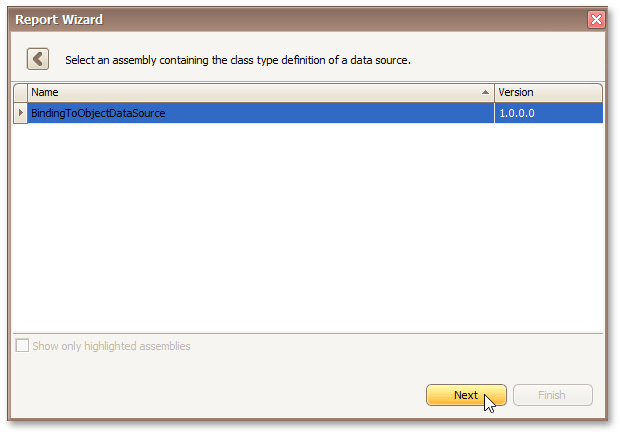 Report Wizard
Select an assembly containing the class type definition of a data source.
Name Version
BindingToObjectDataSource 1.0.0.0
Show only highlighted assemblies
Next Finish